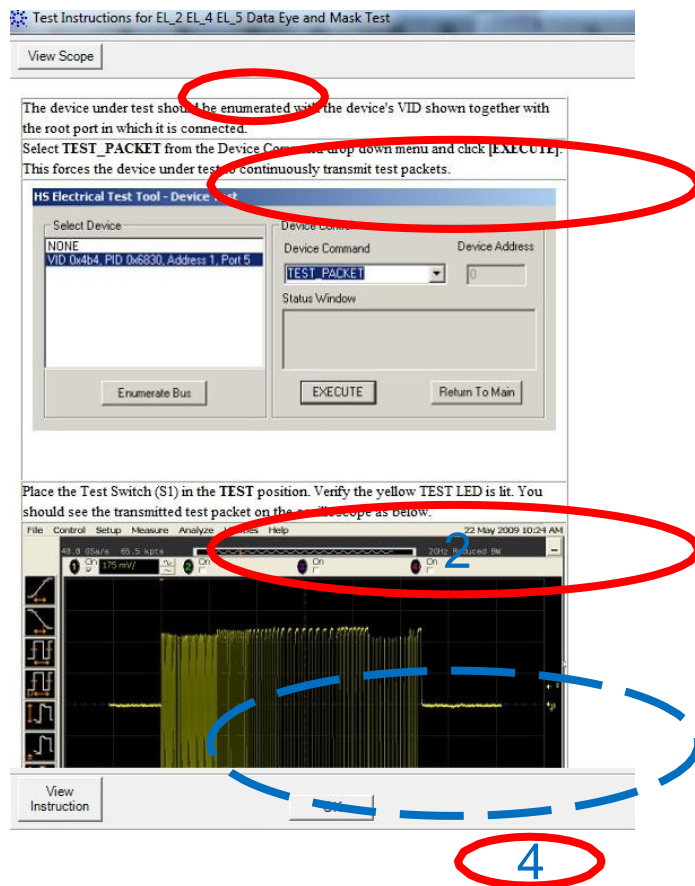 Test Instructions for EL_2 EL_4 EL_5 Data Eye and Mask Test
View Scope
The device under test should be enumerated with the device's VID shown together with
the root port in which it is connected.
Select TEST_PACKET from the Device Command drop down menu and click [EXECUTE].
This forces the device under test to continuously transmit test packets.
HS Electrical Test Tool - Device Test
Select Device
Device Control
NONE
VID 0x4b4, PID 0x6830, Address 1, Port 5
Device Command
Device Address
TEST_PACKET
0
Status Window
Enumerate Bus
EXECUTE
Return To Main
Place the Test Switch (S1) in the TEST position. Verify the yellow TEST LED is lit. You
should see the transmitted test packet on the oscilloscope as below.
File Control Setup Measure Analyze Utilities Help 22 May 2009 10:24 AM
40.0 GSa/s 65.5 kpts 2GHz Reduced BW
2
1 On 175 mV/ 2 On 3 On 4 On
View
Instruction
OK
4